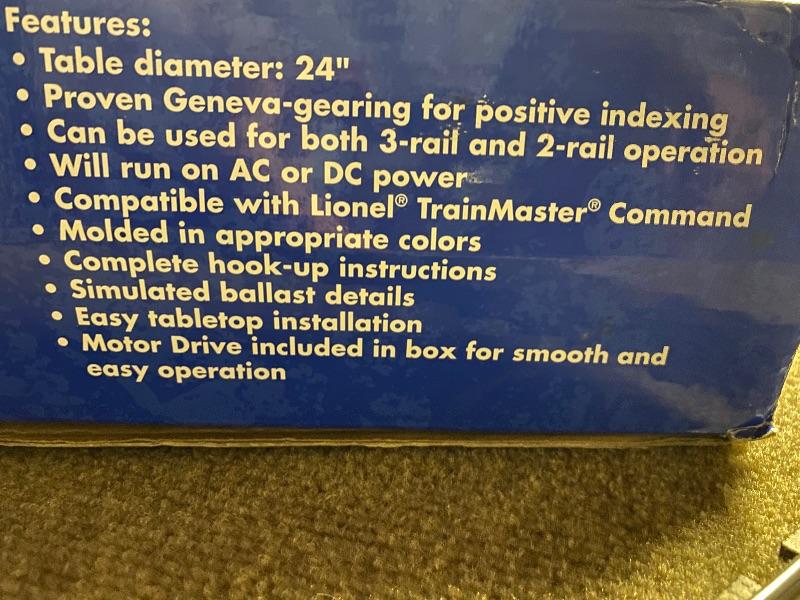 Features:
• Table diameter: 24"
• Proven Geneva-gearing for positive indexing
• Can be used for both 3-rail and 2-rail operation
• Will run on AC or DC power
• Compatible with Lionel® TrainMaster® Command
• Molded in appropriate colors
• Complete hook-up instructions
• Simulated ballast details
• Easy tabletop installation
• Motor Drive included in box for smooth and
easy operation